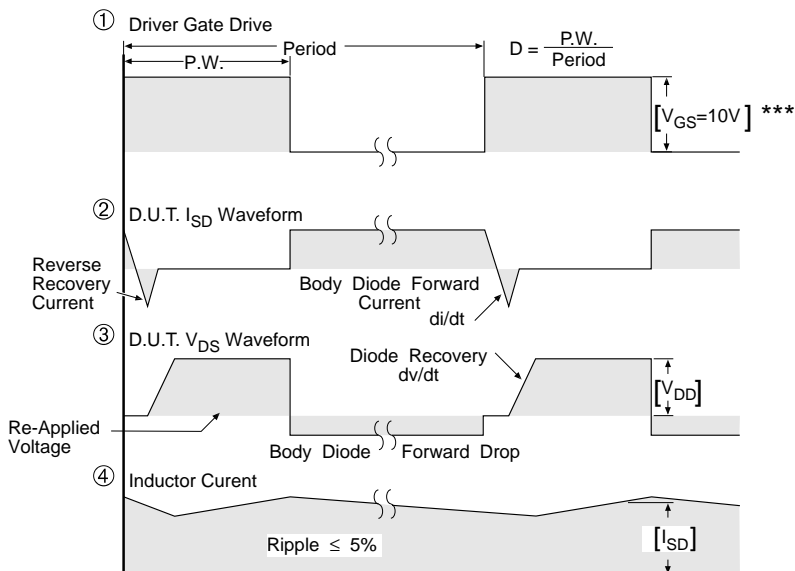 ① Driver Gate Drive
P.W.
Period
D = P.W.
Period
[VGS=10V] ***
② D.U.T. ISD Waveform
Reverse
Recovery
Current
Body Diode Forward
Current
di/dt
③ D.U.T. VDS Waveform
Diode Recovery
dv/dt
[VDD]
Re-Applied
Voltage
Body Diode Forward Drop
④ Inductor Curent
Ripple ≤ 5%
[ISD]